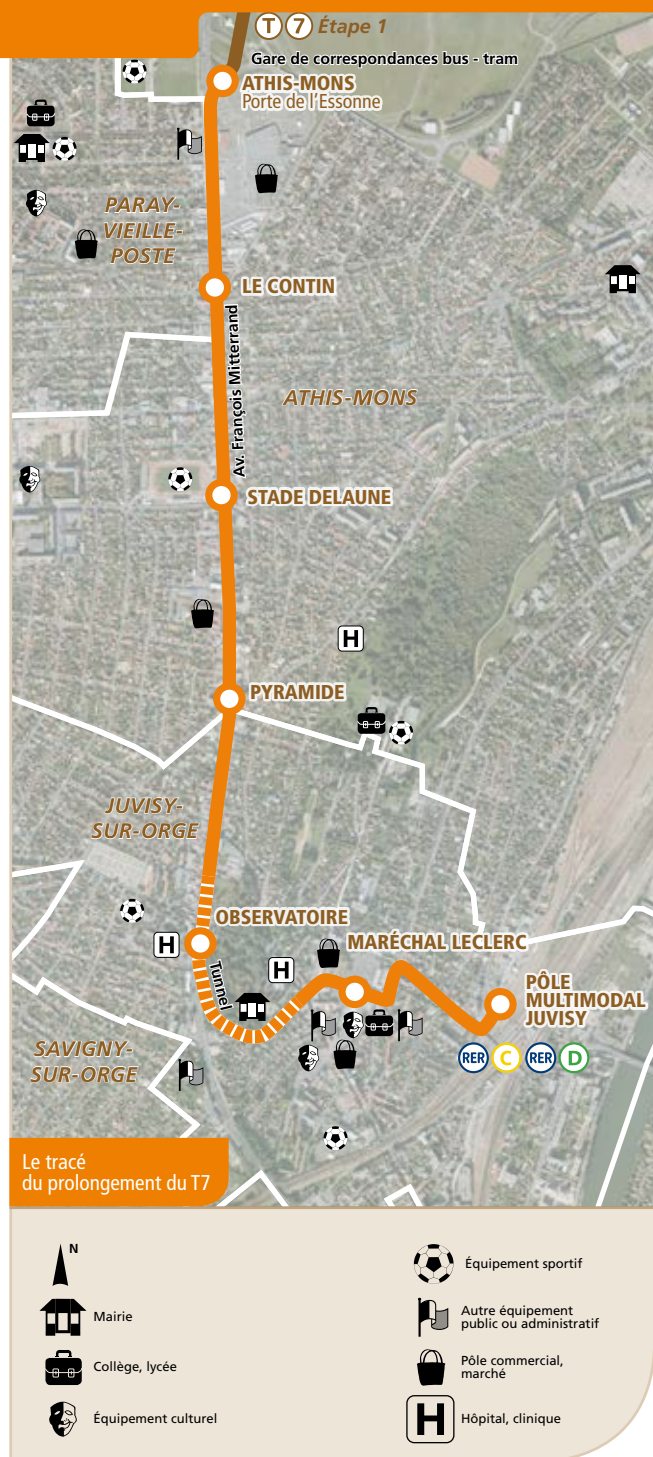 T 7 Étape 1
Gare de correspondances bus - tram
ATHIS-MONS
Porte de l'Essonne
PARAY-
VIEILLE-
POSTE
LE CONTIN
Av. François Mitterrand
ATHIS-MONS
STADE DELAUNE
H
PYRAMIDE
JUVISY-
SUR-ORGE
OBSERVATOIRE
H
MARÉCHAL LECLERC
H
Tunnel
PÔLE
MULTIMODAL
JUVISY
RER C RER D
SAVIGNY-
SUR-ORGE
Le tracé
du prolongement du T7
N
Mairie
Collège, lycée
Équipement culturel
Équipement sportif
Autre équipement
public ou administratif
Pôle commercial,
marché
H Hôpital, clinique